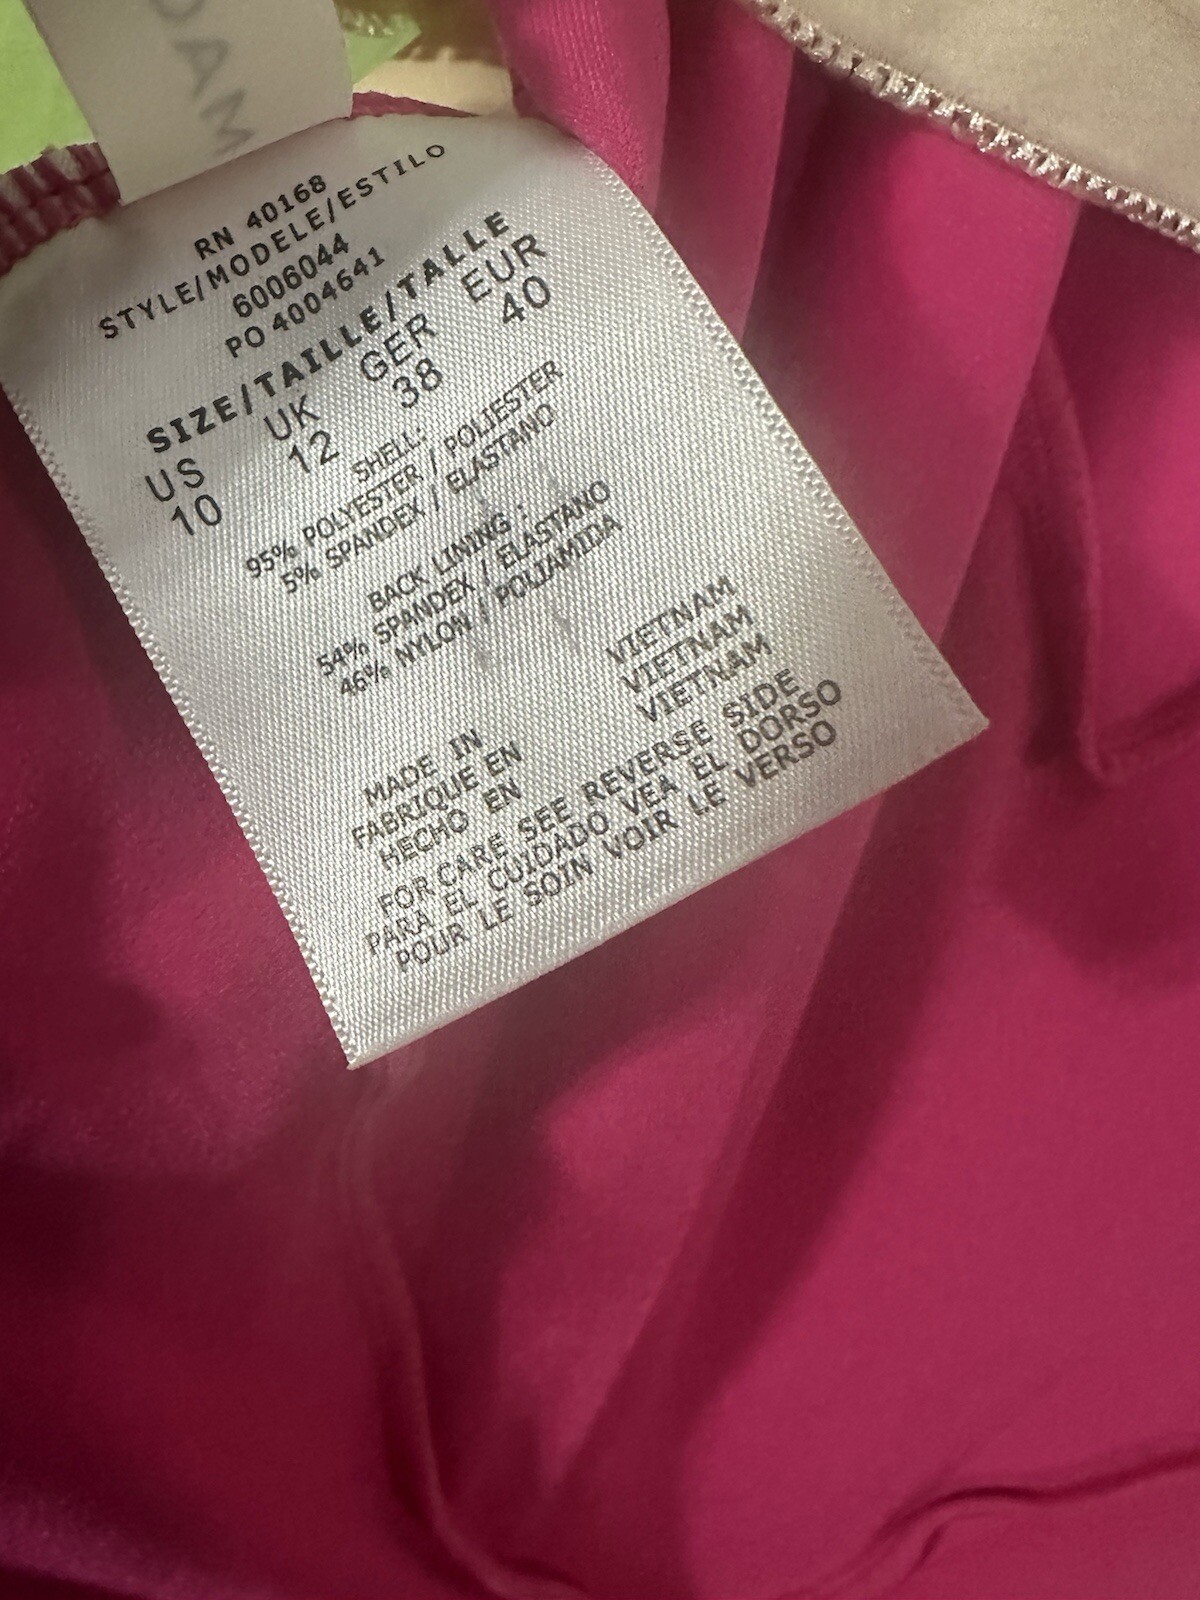 RN 40168
STYLE/MODELE/ESTILO
6006044
PO 4004641
SIZE/TAILLE/TALLE
US UK GER EUR
10 12 38 40
SHELL:
95% POLYESTER / POLIESTER
5% SPANDEX / ELASTANO
BACK LINING :
54% SPANDEX / ELASTANO
46% NYLON / POLIAMIDA
MADE IN VIETNAM
FABRIQUE EN VIETNAM
HECHO EN VIETNAM
FOR CARE SEE REVERSE SIDE
PARA EL CUIDADO VEA EL DORSO
POUR LE SOIN VOIR LE VERSO